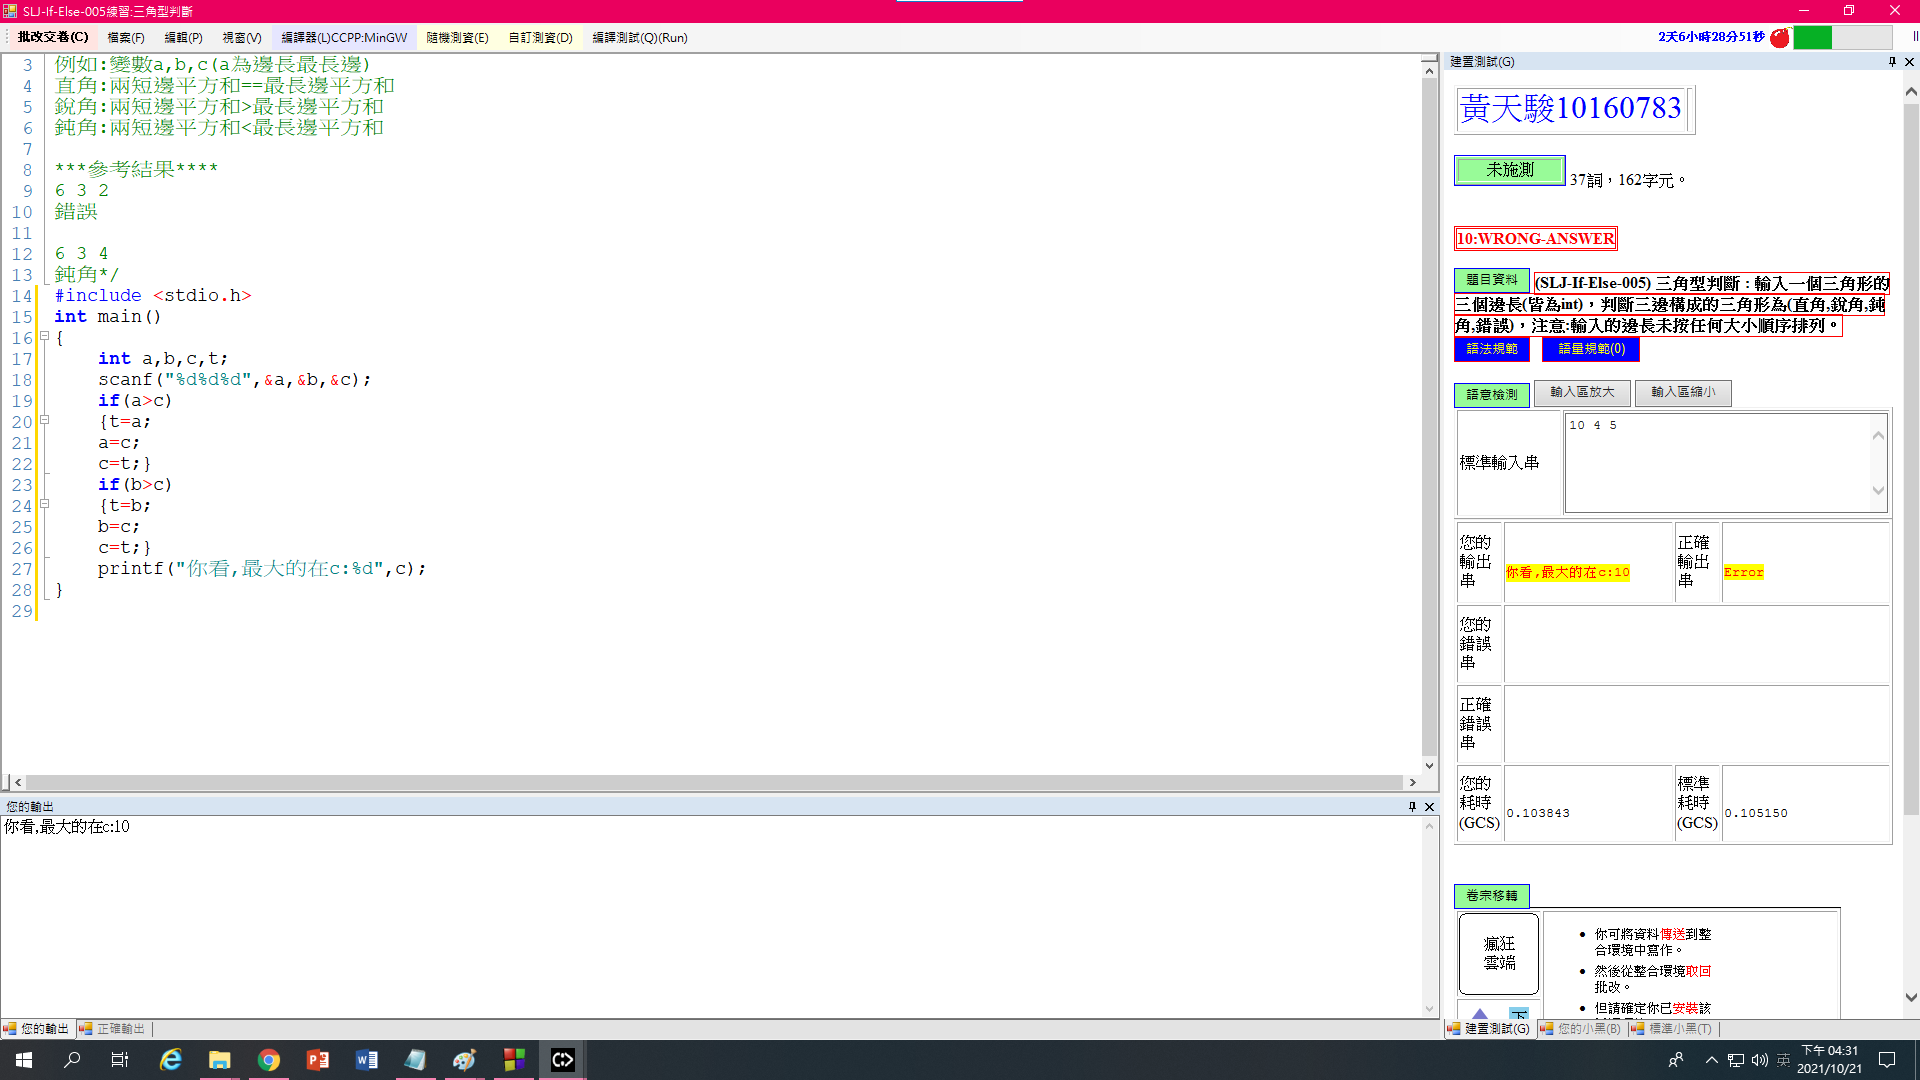 SLJ-If-Else-005練習:三角型判斷
批改交卷(C) 檔案(F) 編輯(P) 視窗(V) 編譯器(L)CCPP:MinGW 隨機測資(E) 自訂測資(D) 編譯測試(Q)(Run)
2天6小時28分51秒
3 例如:變數a,b,c(a為邊長最長邊)
4 直角:兩短邊平方和==最長邊平方和
5 銳角:兩短邊平方和>最長邊平方和
6 鈍角:兩短邊平方和<最長邊平方和
7
8 ***參考結果****
9 6 3 2
10 錯誤
11
12 6 3 4
13 鈍角*/
14 #include <stdio.h>
15 int main()
16 {
17 int a,b,c,t;
18 scanf("%d%d%d",&a,&b,&c);
19 if(a>c)
20 {t=a;
21 a=c;
22 c=t;}
23 if(b>c)
24 {t=b;
25 b=c;
26 c=t;}
27 printf("你看,最大的在c:%d",c);
28 }
29
您的輸出
你看,最大的在c:10
您的輸出 正確輸出
建置測試(G)
黃天駿10160783
未施測 37詞，162字元。
10:WRONG-ANSWER
題目資料 (SLJ-If-Else-005) 三角型判斷 : 輸入一個三角形的
三個邊長(皆為int)，判斷三邊構成的三角形為(直角,銳角,鈍
角,錯誤)，注意:輸入的邊長未按任何大小順序排列。
語法規範 語量規範(0)
語意檢測 輸入區放大 輸入區縮小
標準輸入串 10 4 5
您的輸出串 你看,最大的在c:10 正確輸出串 Error
您的錯誤串
正確錯誤串
您的耗時(GCS) 0.103843 標準耗時(GCS) 0.105150
卷宗移轉
瘋狂雲端
• 你可將資料傳送到整
合環境中寫作。
• 然後從整合環境取回
批改。
• 但請確定你已安裝該
下
建置測試(G) 您的小黑(B) 標準小黑(T)
英 下午 04:31
2021/10/21